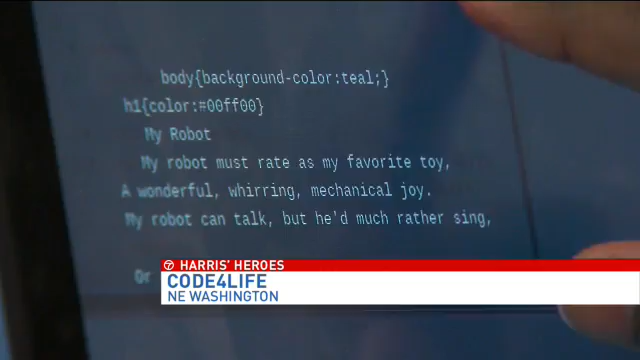 body{background-color:teal;}
h1{color:#00ff00}
My Robot
My robot must rate as my favorite toy,
A wonderful, whirring, mechanical joy.
My robot can talk, but he'd much rather sing,
Or
7 HARRIS' HEROES
CODE4LIFE
NE WASHINGTON